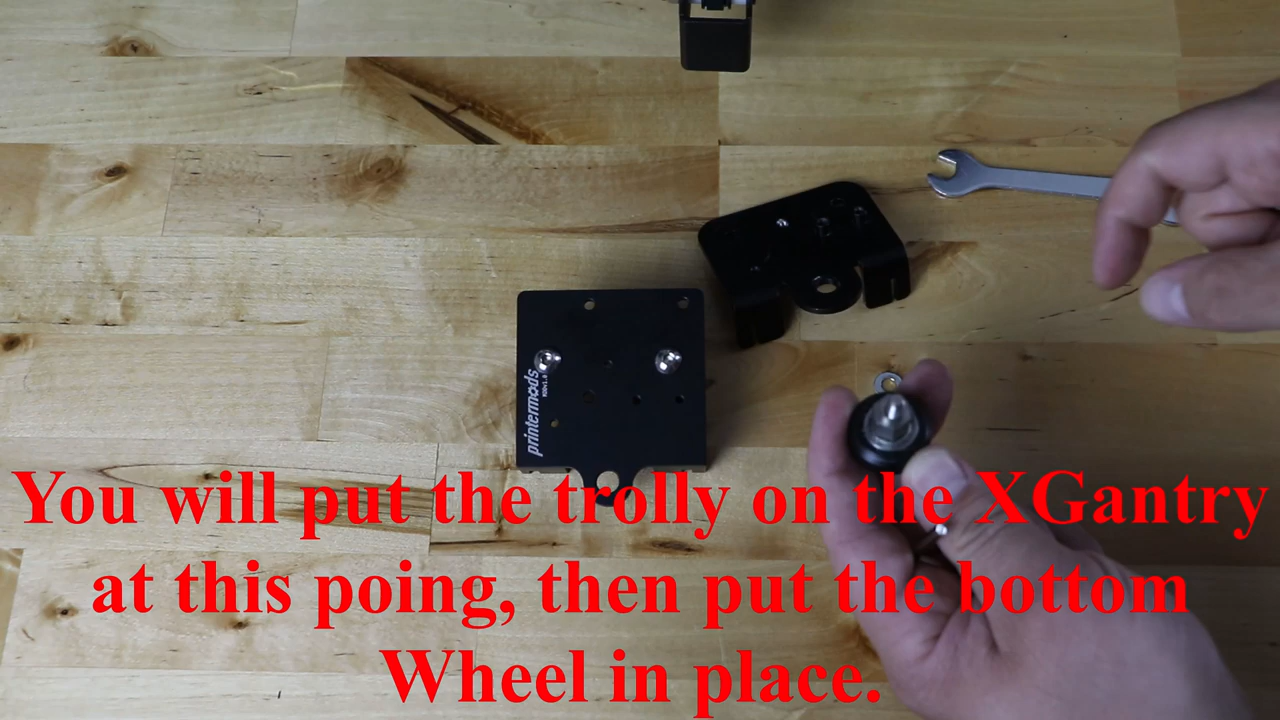 printermods
You will put the trolly on the XGantry
at this poing, then put the bottom
Wheel in place.